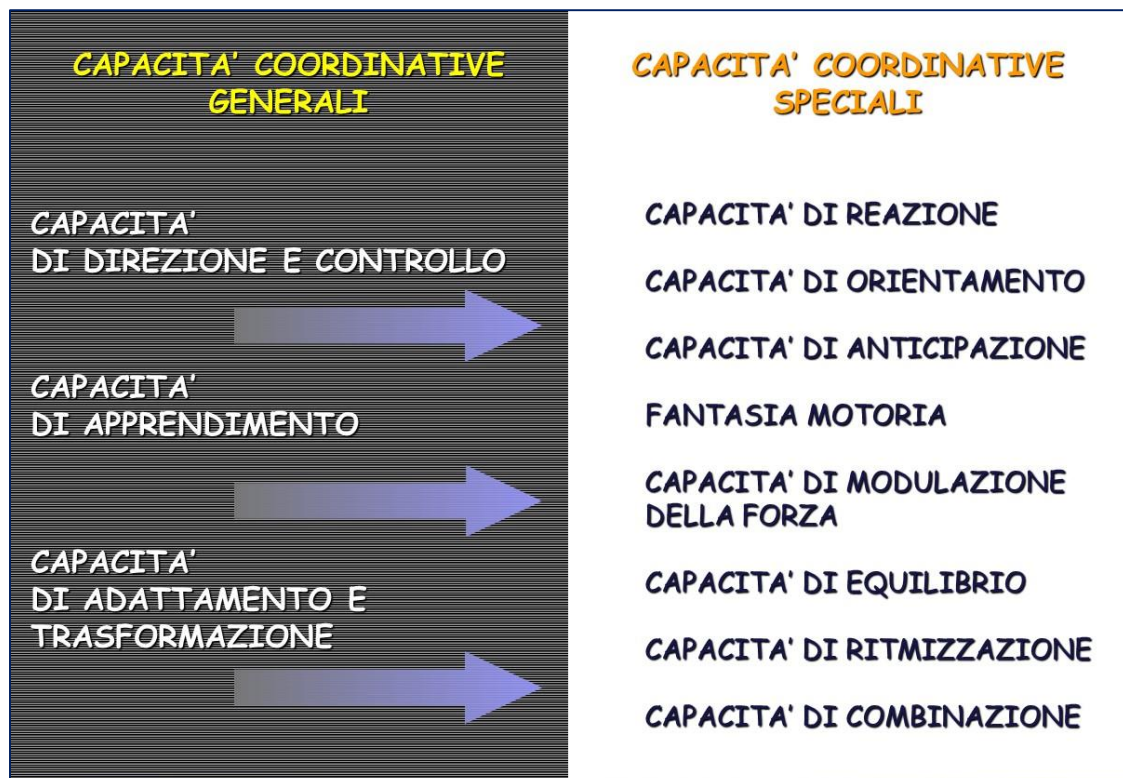 CAPACITA' COORDINATIVE
GENERALI
CAPACITA'
DI DIREZIONE E CONTROLLO
CAPACITA'
DI APPRENDIMENTO
CAPACITA'
DI ADATTAMENTO E
TRASFORMAZIONE
CAPACITA' COORDINATIVE
SPECIALI
CAPACITA' DI REAZIONE
CAPACITA' DI ORIENTAMENTO
CAPACITA' DI ANTICIPAZIONE
FANTASIA MOTORIA
CAPACITA' DI MODULAZIONE
DELLA FORZA
CAPACITA' DI EQUILIBRIO
CAPACITA' DI RITMIZZAZIONE
CAPACITA' DI COMBINAZIONE